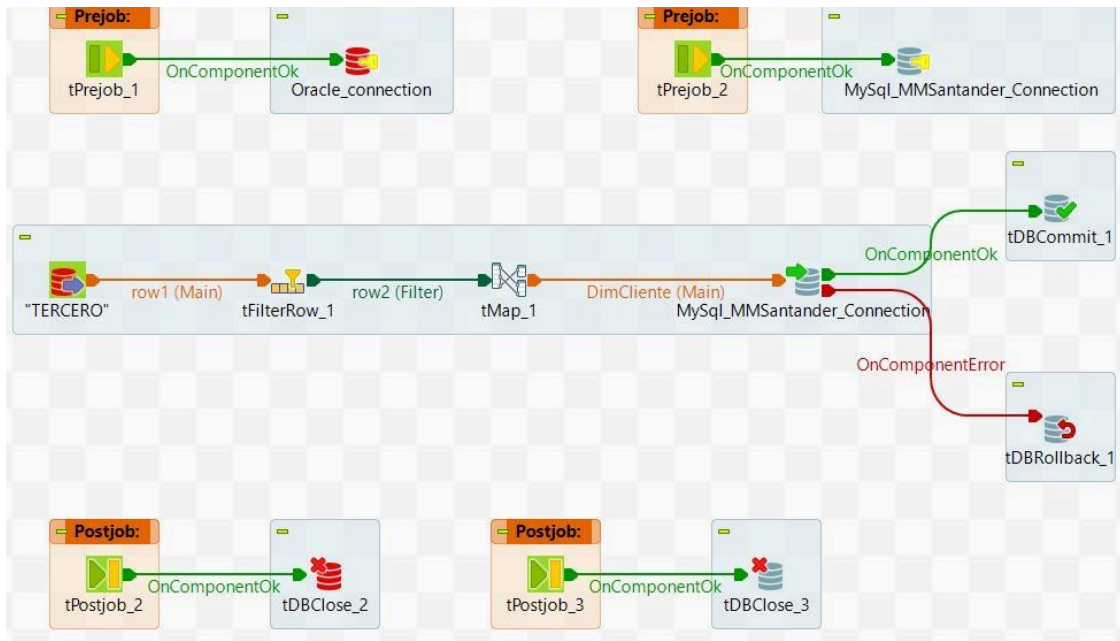 Prejob:
OnComponentOk
tPrejob_1
Oracle_connection
Prejob:
OnComponentOk
tPrejob_2
MySql_MMSantander_Connection
tDBCommit_1
OnComponentOk
row1 (Main)
row2 (Filter)
DimCliente (Main)
"TERCERO"
tFilterRow_1
tMap_1
MySql_MMSantander_Connection
OnComponentError
tDBRollback_1
Postjob:
OnComponentOk
tPostjob_2
tDBClose_2
Postjob:
OnComponentOk
tPostjob_3
tDBClose_3